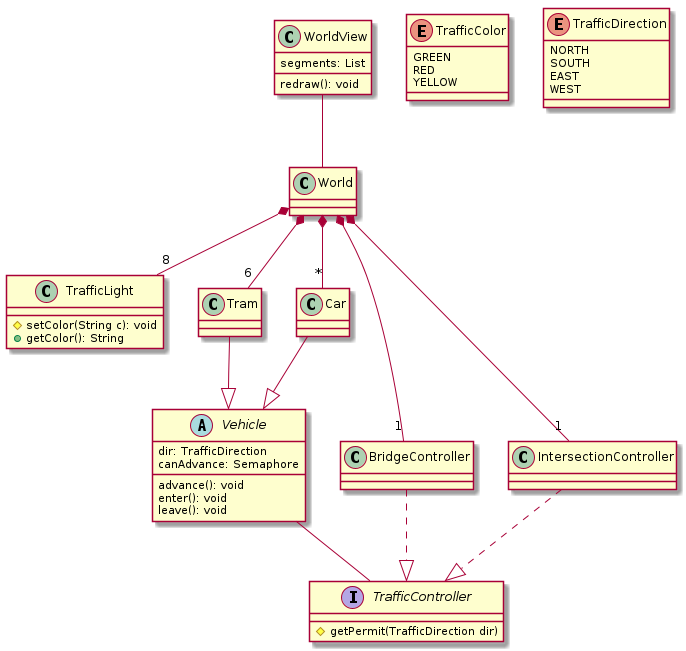 C WorldView
segments: List
redraw(): void
E TrafficColor
GREEN
RED
YELLOW
E TrafficDirection
NORTH
SOUTH
EAST
WEST
C World
8
6
*
C TrafficLight
setColor(String c): void
getColor(): String
C Tram
C Car
A Vehicle
dir: TrafficDirection
canAdvance: Semaphore
advance(): void
enter(): void
leave(): void
1
C BridgeController
1
C IntersectionController
I TrafficController
getPermit(TrafficDirection dir)